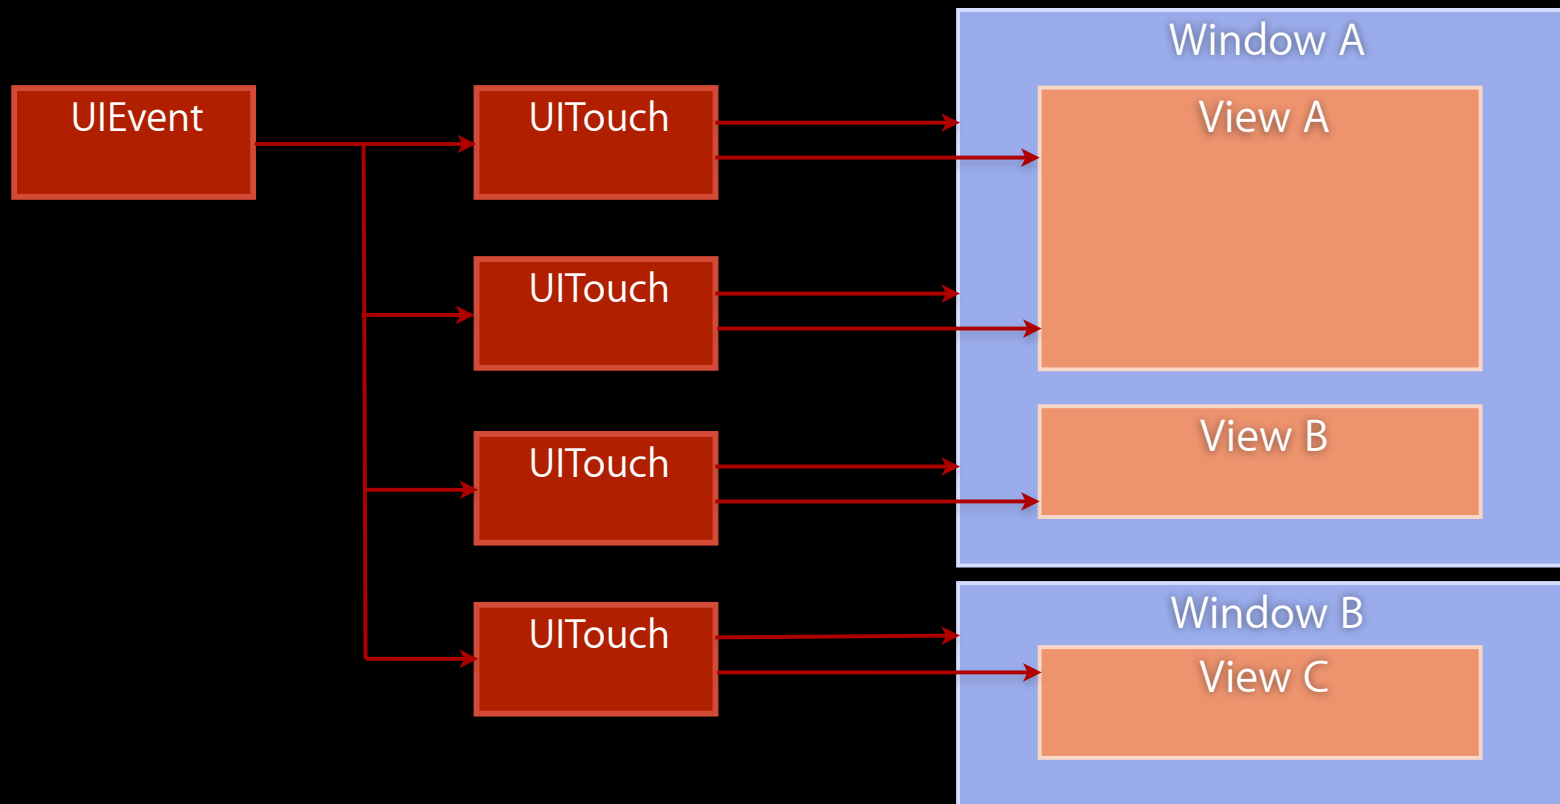 UIEvent
UITouch
UITouch
UITouch
UITouch
Window A
View A
View B
Window B
View C